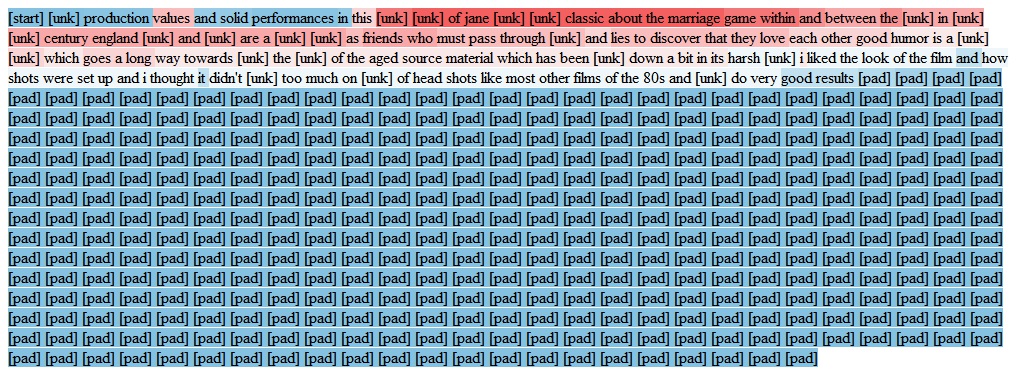 [start] [unk] production values and solid performances in this [unk] [unk] of jane [unk] [unk] classic about the marriage game within and between the [unk] in [unk]
[unk] century england [unk] and [unk] are a [unk] [unk] as friends who must pass through [unk] and lies to discover that they love each other good humor is a [unk]
[unk] which goes a long way towards [unk] the [unk] of the aged source material which has been [unk] down a bit in its harsh [unk] i liked the look of the film and how
shots were set up and i thought it didn't [unk] too much on [unk] of head shots like most other films of the 80s and [unk] do very good results [pad] [pad] [pad] [pad]
[pad] [pad] [pad] [pad] [pad] [pad] [pad] [pad] [pad] [pad] [pad] [pad] [pad] [pad] [pad] [pad] [pad] [pad] [pad] [pad] [pad] [pad] [pad] [pad] [pad] [pad] [pad]
[pad] [pad] [pad] [pad] [pad] [pad] [pad] [pad] [pad] [pad] [pad] [pad] [pad] [pad] [pad] [pad] [pad] [pad] [pad] [pad] [pad] [pad] [pad] [pad] [pad] [pad] [pad]
[pad] [pad] [pad] [pad] [pad] [pad] [pad] [pad] [pad] [pad] [pad] [pad] [pad] [pad] [pad] [pad] [pad] [pad] [pad] [pad] [pad] [pad] [pad] [pad] [pad] [pad] [pad]
[pad] [pad] [pad] [pad] [pad] [pad] [pad] [pad] [pad] [pad] [pad] [pad] [pad] [pad] [pad] [pad] [pad] [pad] [pad] [pad] [pad] [pad] [pad] [pad] [pad] [pad] [pad]
[pad] [pad] [pad] [pad] [pad] [pad] [pad] [pad] [pad] [pad] [pad] [pad] [pad] [pad] [pad] [pad] [pad] [pad] [pad] [pad] [pad] [pad] [pad] [pad] [pad] [pad] [pad]
[pad] [pad] [pad] [pad] [pad] [pad] [pad] [pad] [pad] [pad] [pad] [pad] [pad] [pad] [pad] [pad] [pad] [pad] [pad] [pad] [pad] [pad] [pad] [pad] [pad] [pad] [pad]
[pad] [pad] [pad] [pad] [pad] [pad] [pad] [pad] [pad] [pad] [pad] [pad] [pad] [pad] [pad] [pad] [pad] [pad] [pad] [pad] [pad] [pad] [pad] [pad] [pad] [pad] [pad]
[pad] [pad] [pad] [pad] [pad] [pad] [pad] [pad] [pad] [pad] [pad] [pad] [pad] [pad] [pad] [pad] [pad] [pad] [pad] [pad] [pad] [pad] [pad] [pad] [pad] [pad] [pad]
[pad] [pad] [pad] [pad] [pad] [pad] [pad] [pad] [pad] [pad] [pad] [pad] [pad] [pad] [pad] [pad] [pad] [pad] [pad] [pad] [pad] [pad] [pad] [pad] [pad] [pad] [pad]
[pad] [pad] [pad] [pad] [pad] [pad] [pad] [pad] [pad] [pad] [pad] [pad] [pad] [pad] [pad] [pad] [pad] [pad] [pad] [pad] [pad] [pad] [pad] [pad] [pad] [pad] [pad]
[pad] [pad] [pad] [pad] [pad] [pad] [pad] [pad] [pad] [pad] [pad] [pad] [pad] [pad] [pad] [pad] [pad] [pad] [pad] [pad] [pad] [pad] [pad] [pad] [pad] [pad] [pad]
[pad] [pad] [pad] [pad] [pad] [pad] [pad] [pad] [pad] [pad] [pad] [pad] [pad] [pad] [pad] [pad] [pad] [pad] [pad] [pad] [pad] [pad] [pad] [pad] [pad] [pad] [pad]
[pad] [pad] [pad] [pad] [pad] [pad] [pad] [pad] [pad] [pad] [pad] [pad] [pad] [pad] [pad] [pad] [pad] [pad] [pad] [pad] [pad] [pad] [pad] [pad] [pad] [pad] [pad]
[pad] [pad] [pad] [pad] [pad] [pad] [pad] [pad] [pad] [pad] [pad] [pad] [pad] [pad] [pad] [pad] [pad] [pad] [pad] [pad] [pad] [pad]